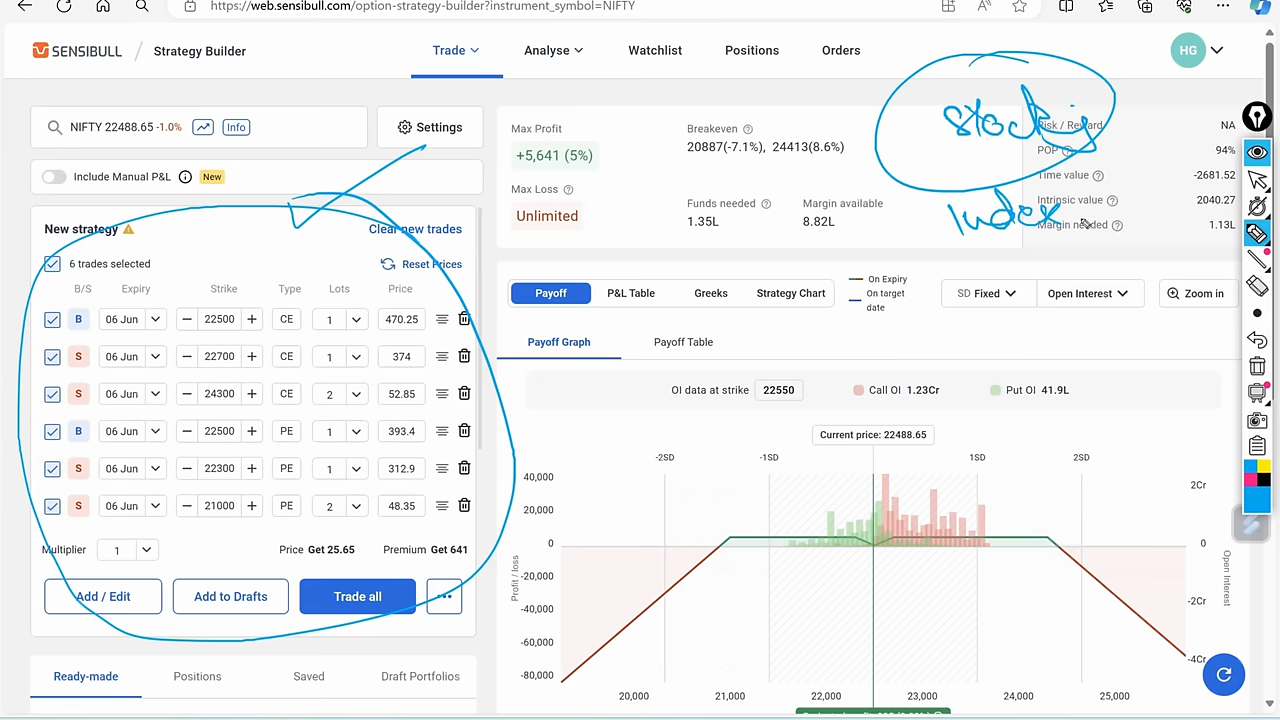 https://web.sensibull.com/option-strategy-builder?instrument_symbol=NIFTY
SENSIBULL / Strategy Builder
Trade Analyse Watchlist Positions Orders
HG
NIFTY 22488.65 -1.0% Info
Settings
Include Manual P&L New
New strategy Clear new trades
6 trades selected Reset Prices
B/S Expiry Strike Type Lots Price
B 06 Jun 22500 CE 1 470.25
S 06 Jun 22700 CE 1 374
S 06 Jun 24300 CE 2 52.85
B 06 Jun 22500 PE 1 393.4
S 06 Jun 22300 PE 1 312.9
S 06 Jun 21000 PE 2 48.35
Multiplier 1 Price Get 25.65 Premium Get 641
Add / Edit Add to Drafts Trade all ...
Ready-made Positions Saved Draft Portfolios
Max Profit
+5,641 (5%)
Max Loss
Unlimited
Breakeven
20887(-7.1%), 24413(8.6%)
Funds needed Margin available
1.35L 8.82L
Risk / Reward NA
POP 94%
Time value -2681.52
Intrinsic value 2040.27
Margin needed 1.13L
Stocks
Index
Payoff P&L Table Greeks Strategy Chart
On Expiry
On target
date
SD Fixed Open Interest Zoom in
Payoff Graph Payoff Table
OI data at strike 22550 Call OI 1.23Cr Put OI 41.9L
Current price: 22488.65
-2SD -1SD 1SD 2SD
40,000
20,000
0
-20,000
-40,000
-60,000
-80,000
Profit / loss
2Cr
0
-2Cr
-4Cr
Open Interest
20,000 21,000 22,000 23,000 24,000 25,000